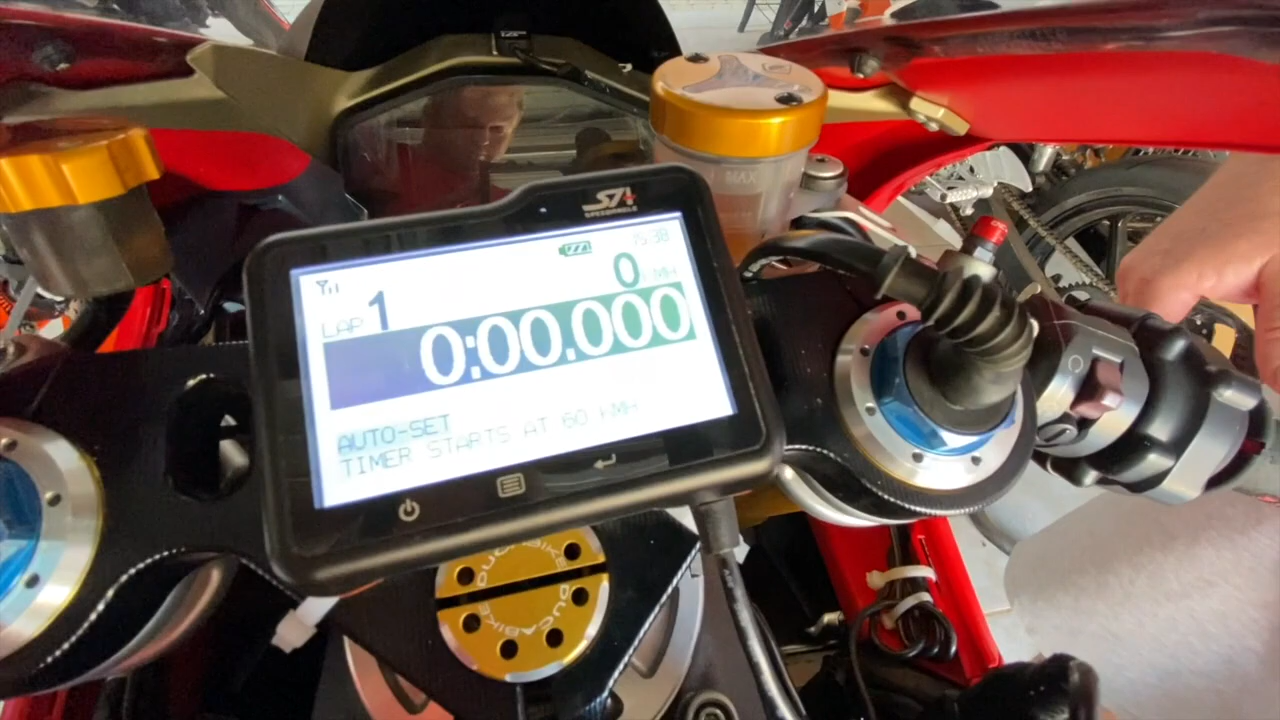 MAX
S7+
SPEEDANGLE
15:38
0 KMH
LAP 1
0:00.000
AUTO-SET
TIMER STARTS AT 60 KMH
DUCABIKE
DUCABIKE